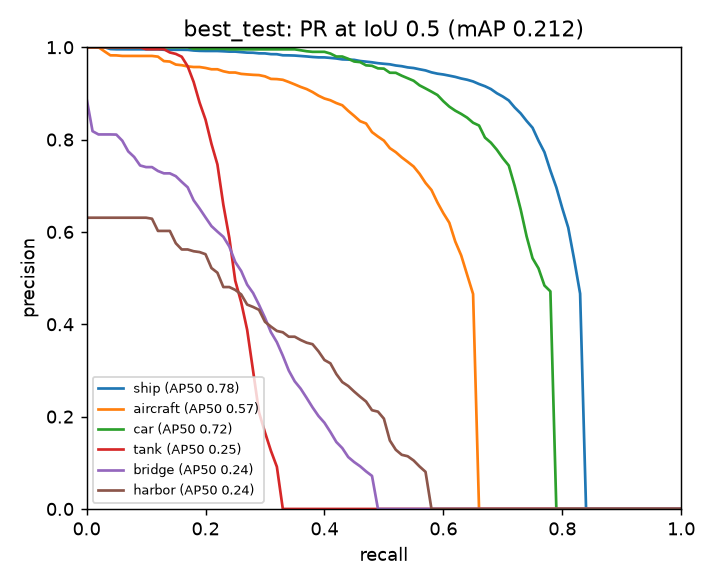 best_test: PR at IoU 0.5 (mAP 0.212)
precision
1.0
0.8
0.6
0.4
0.2
0.0
ship (AP50 0.78)
aircraft (AP50 0.57)
car (AP50 0.72)
tank (AP50 0.25)
bridge (AP50 0.24)
harbor (AP50 0.24)
0.0 0.2 0.4 0.6 0.8 1.0
recall